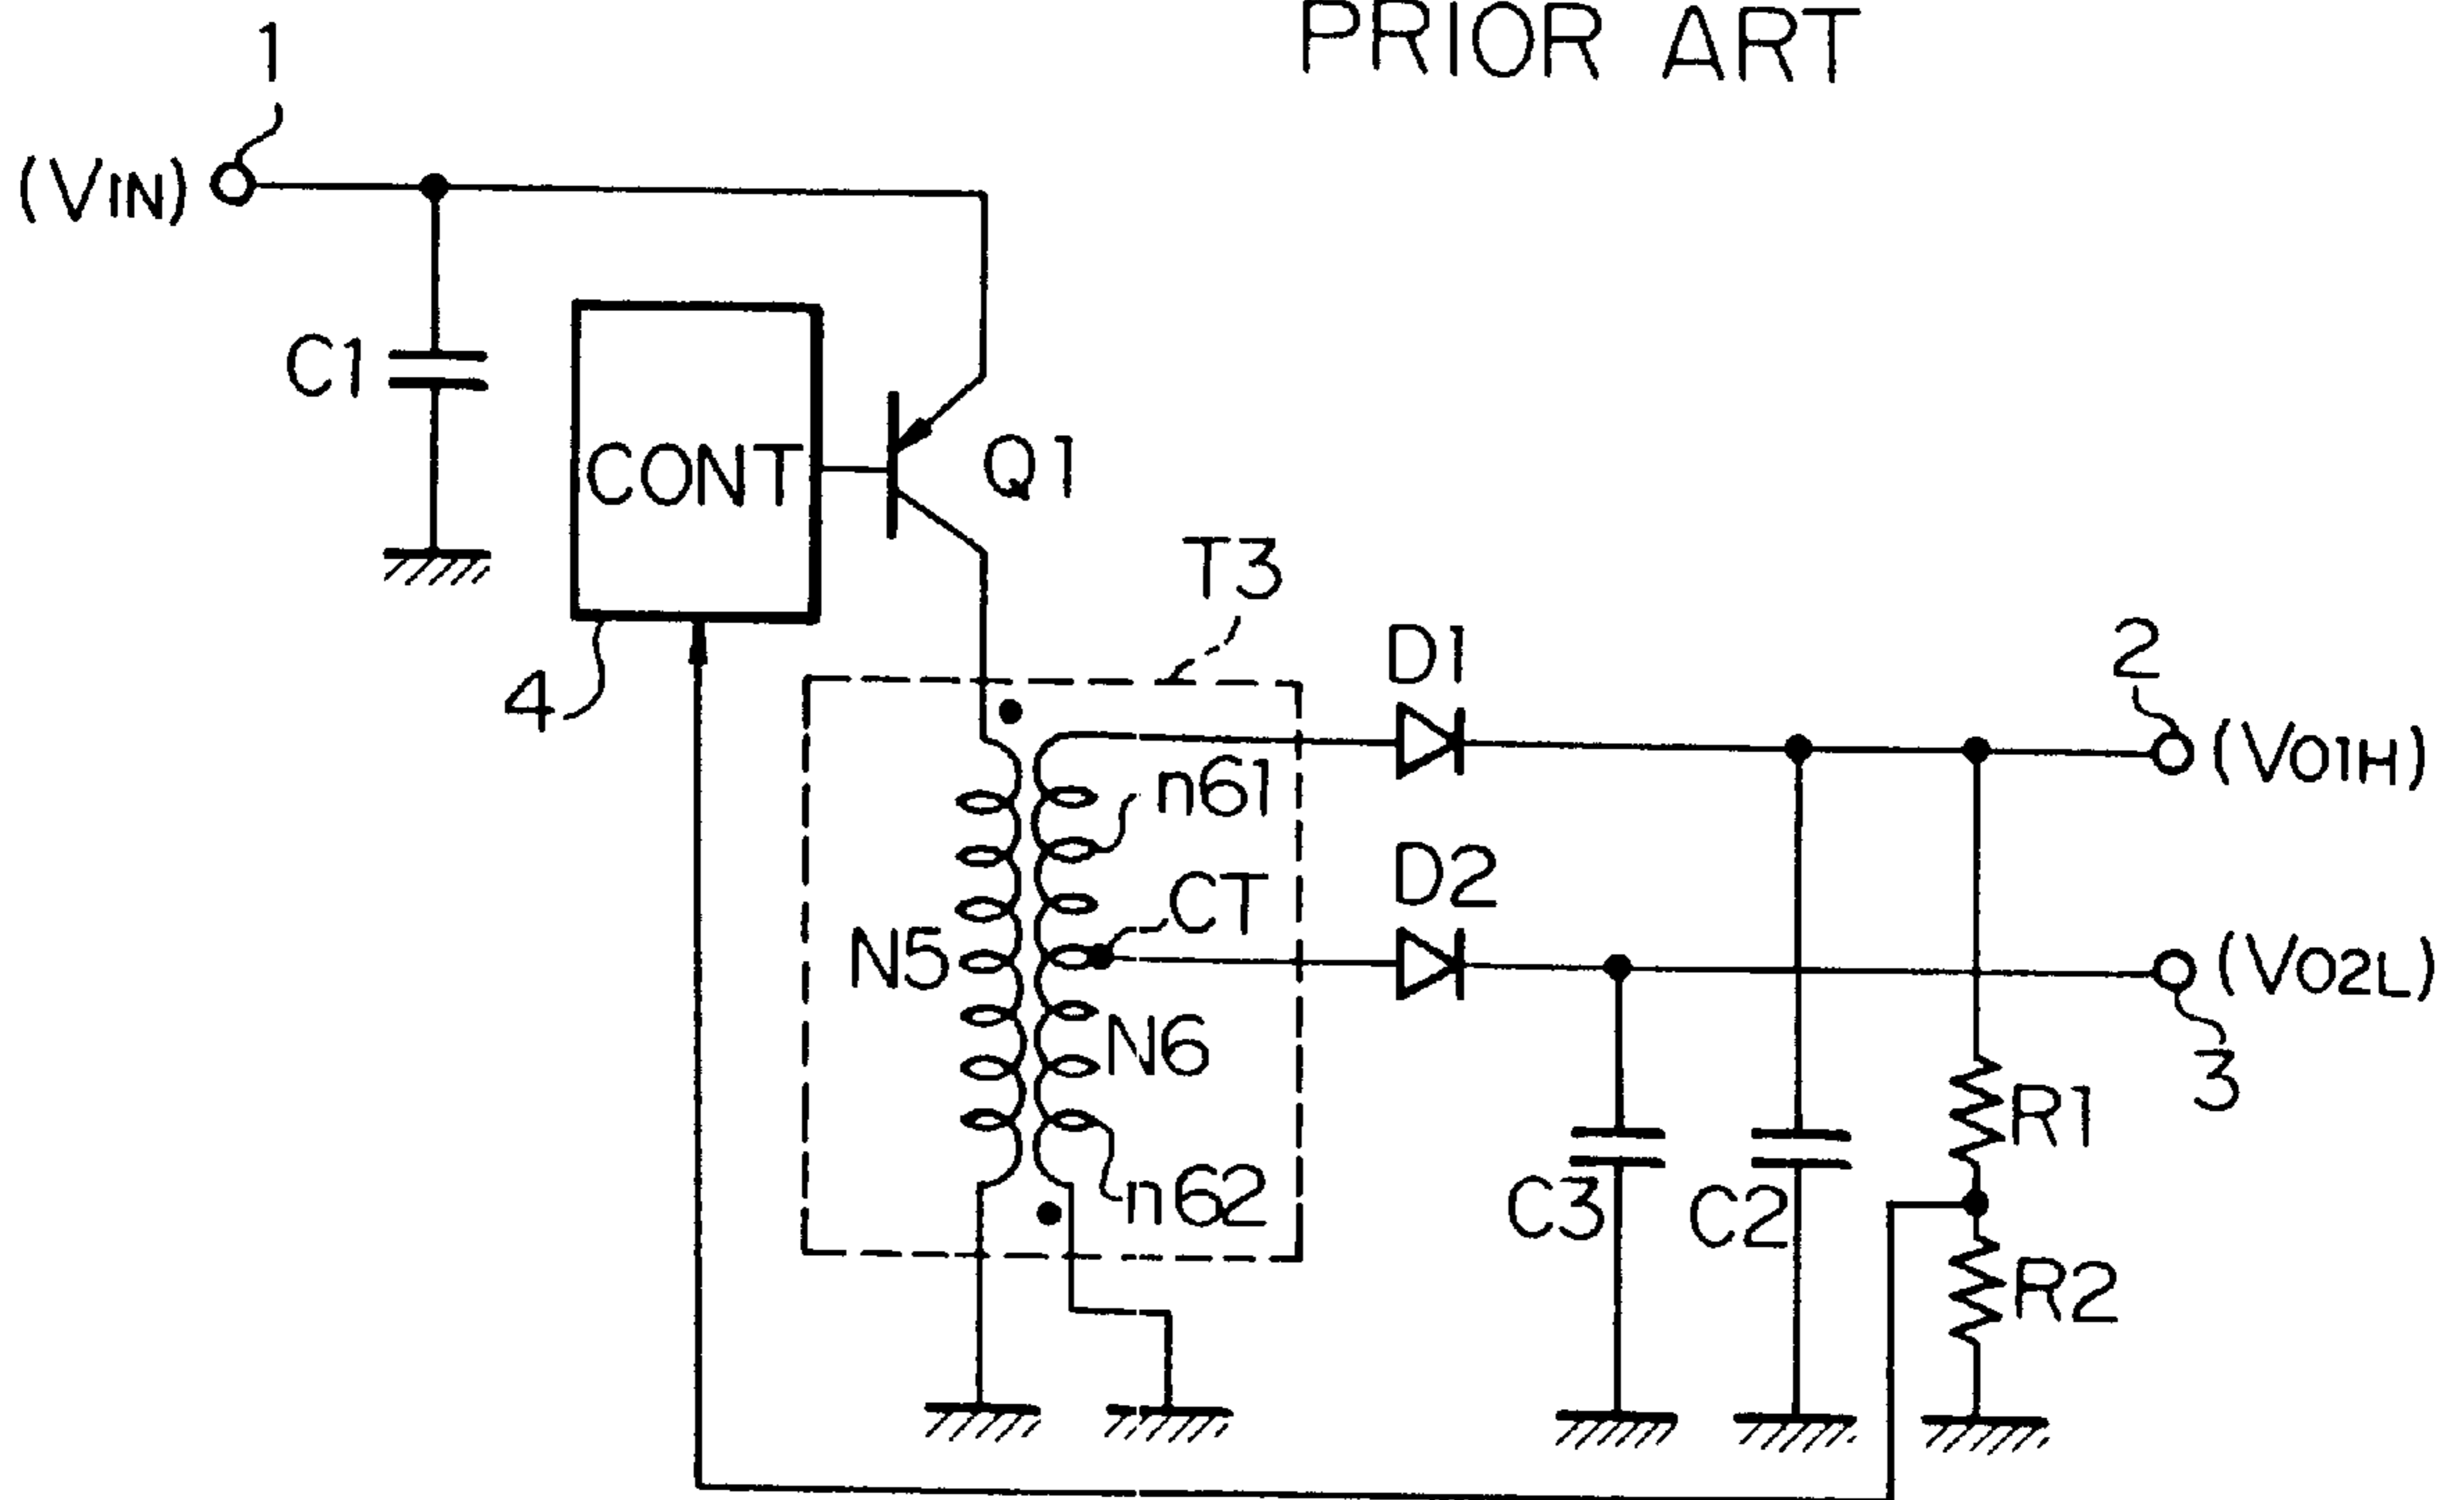 PRIOR ART
1
(VIN)
C1
CONT
Q1
T3
4
D1
2
(VO1H)
n61
D2
CT
N5
(VO2L)
N6
3
R1
n62
C3
C2
R2